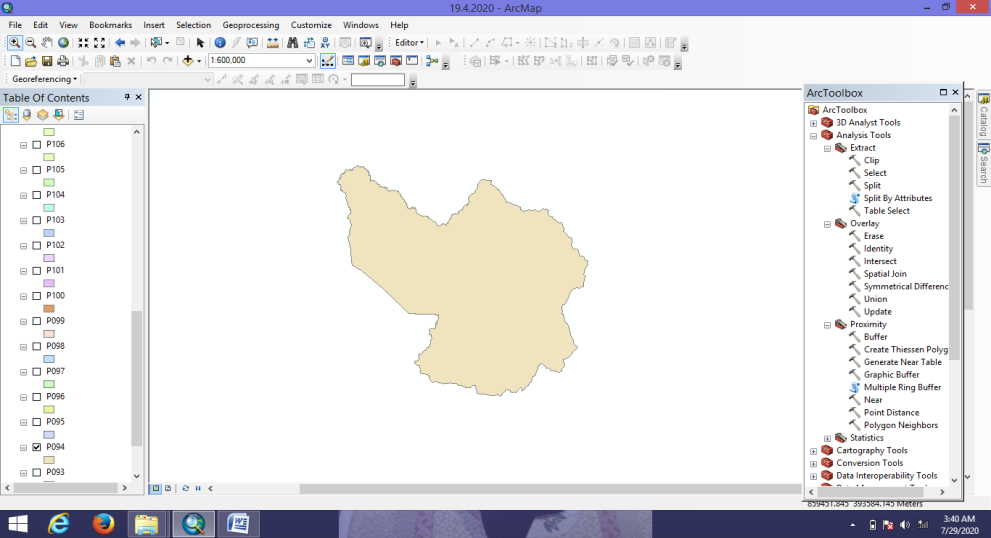 19.4.2020 - ArcMap
File Edit View Bookmarks Insert Selection Geoprocessing Customize Windows Help
Editor
1:600,000
Georeferencing
Table Of Contents
P106
P105
P104
P103
P102
P101
P100
P099
P098
P097
P096
P095
P094
P093
ArcToolbox
ArcToolbox
3D Analyst Tools
Analysis Tools
Extract
Clip
Select
Split
Split By Attributes
Table Select
Overlay
Erase
Identity
Intersect
Spatial Join
Symmetrical Differenc
Union
Update
Proximity
Buffer
Create Thiessen Polyg
Generate Near Table
Graphic Buffer
Multiple Ring Buffer
Near
Point Distance
Polygon Neighbors
Statistics
Cartography Tools
Conversion Tools
Data Interoperability Tools
Catalog
Search
859451.845 393584.145 Meters
3:40 AM
7/29/2020